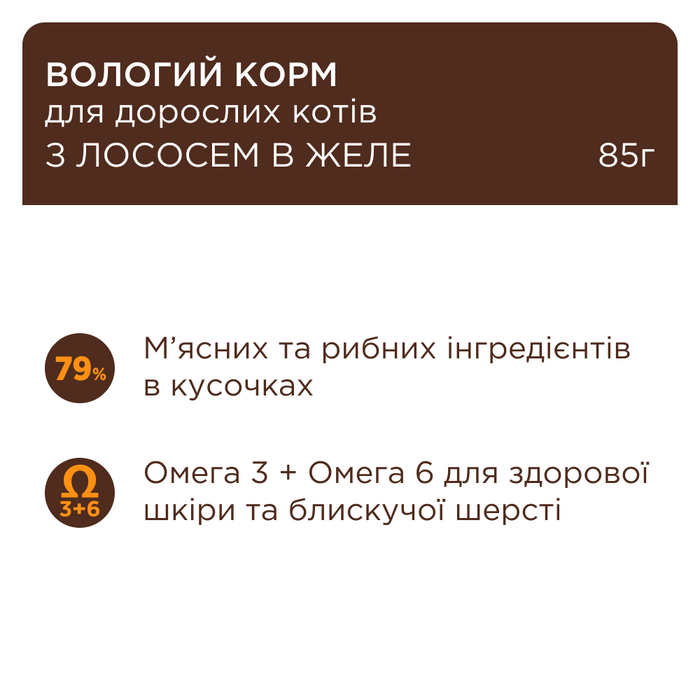 ВОЛОГИЙ КОРМ
для дорослих котів
З ЛОСОСЕМ В ЖЕЛЕ 85г
79% М’ясних та рибних інгредієнтів
в кусочках
Ω Омега 3 + Омега 6 для здорової
3+6 шкіри та блискучої шерсті